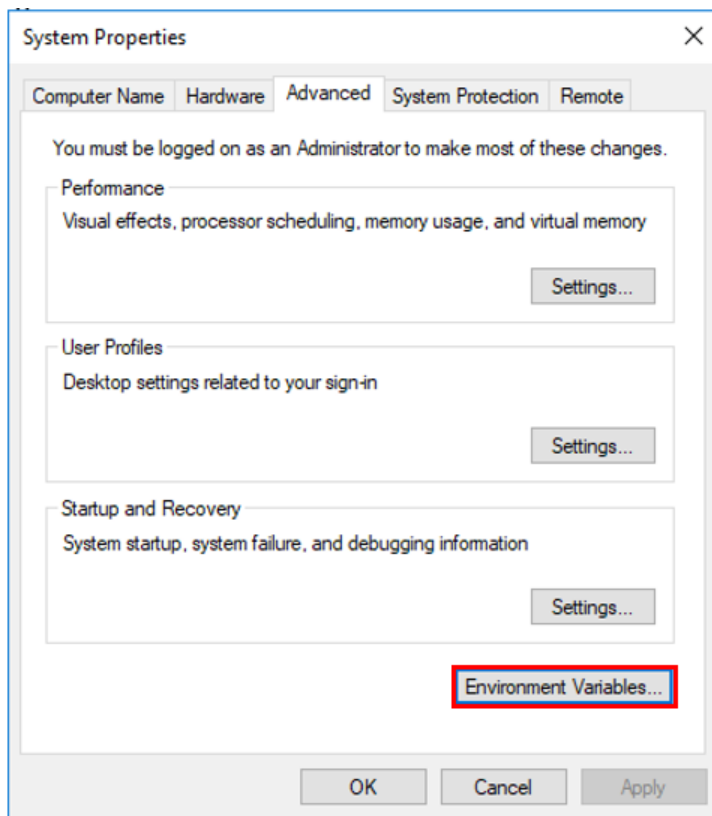 System Properties
Computer Name Hardware Advanced System Protection Remote
You must be logged on as an Administrator to make most of these changes.
Performance
Visual effects, processor scheduling, memory usage, and virtual memory
Settings...
User Profiles
Desktop settings related to your sign-in
Settings...
Startup and Recovery
System startup, system failure, and debugging information
Settings...
Environment Variables...
OK Cancel Apply